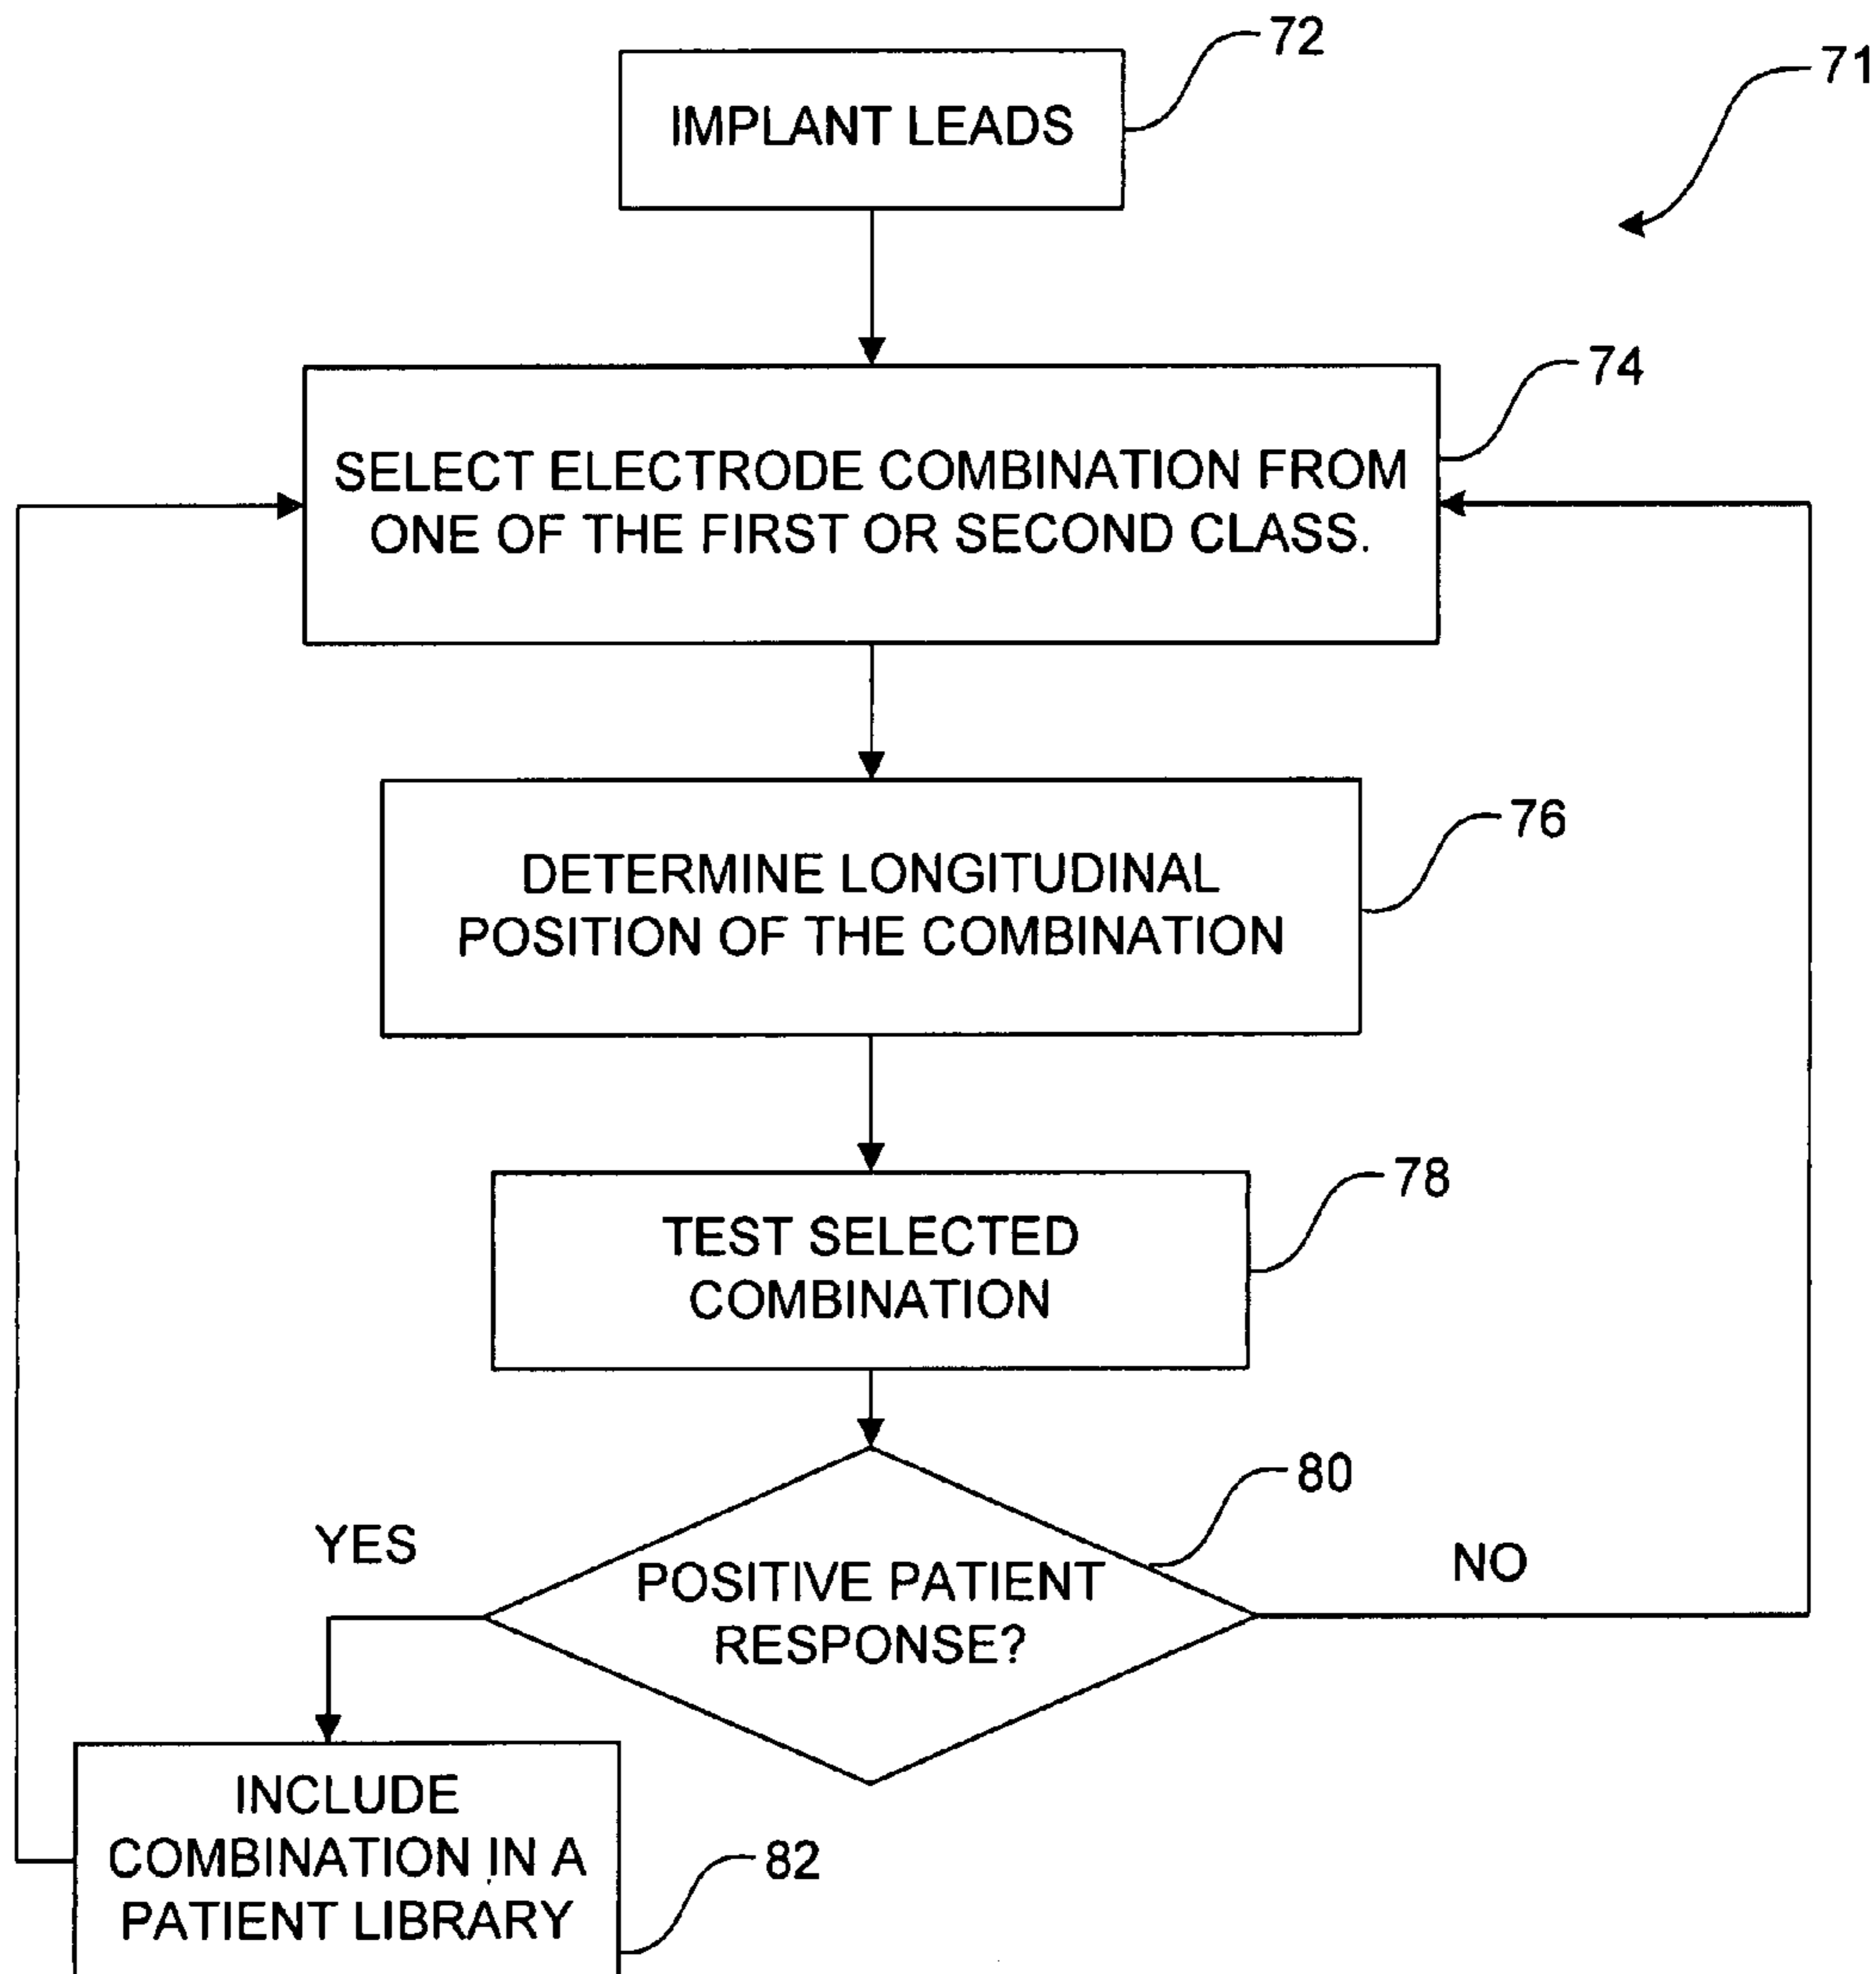 72
71
IMPLANT LEADS
74
SELECT ELECTRODE COMBINATION FROM
ONE OF THE FIRST OR SECOND CLASS.
76
DETERMINE LONGITUDINAL
POSITION OF THE COMBINATION
78
TEST SELECTED
COMBINATION
80
YES
NO
POSITIVE PATIENT
RESPONSE?
INCLUDE
COMBINATION IN A
PATIENT LIBRARY
82